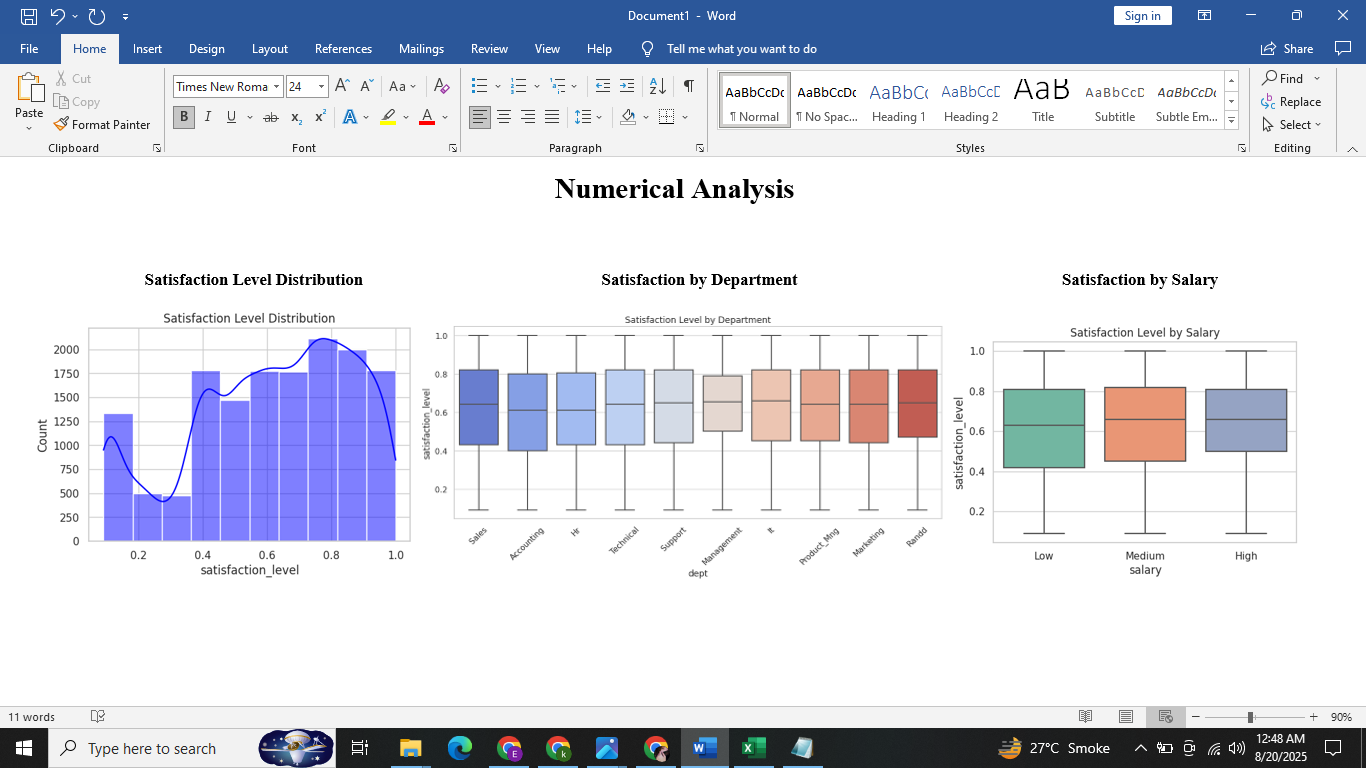 Document1 - Word
Sign in
File Home Insert Design Layout References Mailings Review View Help Tell me what you want to do Share
Paste
Cut
Copy
Format Painter
Clipboard
Times New Roma 24 Aa
B I U ab x₂ x² A A
Font
Paragraph
AaBbCcDc AaBbCcDc AaBbCc AaBbCcD AaB AaBbCcD AaBbCcDc
¶ Normal ¶ No Spac... Heading 1 Heading 2 Title Subtitle Subtle Em...
Styles
Find
Replace
Select
Editing
Numerical Analysis
Satisfaction Level Distribution
Satisfaction Level Distribution
2000
1750
1500
1250
1000
750
500
250
0
Count
0.2 0.4 0.6 0.8 1.0
satisfaction_level
Satisfaction by Department
Satisfaction Level by Department
1.0
0.8
0.6
0.4
0.2
satisfaction_level
Sales Accounting Hr Technical Support Management It Product_Mng Marketing Randd
dept
Satisfaction by Salary
Satisfaction Level by Salary
1.0
0.8
0.6
0.4
0.2
satisfaction_level
Low Medium High
salary
11 words
90%
Type here to search
27°C Smoke
12:48 AM
8/20/2025